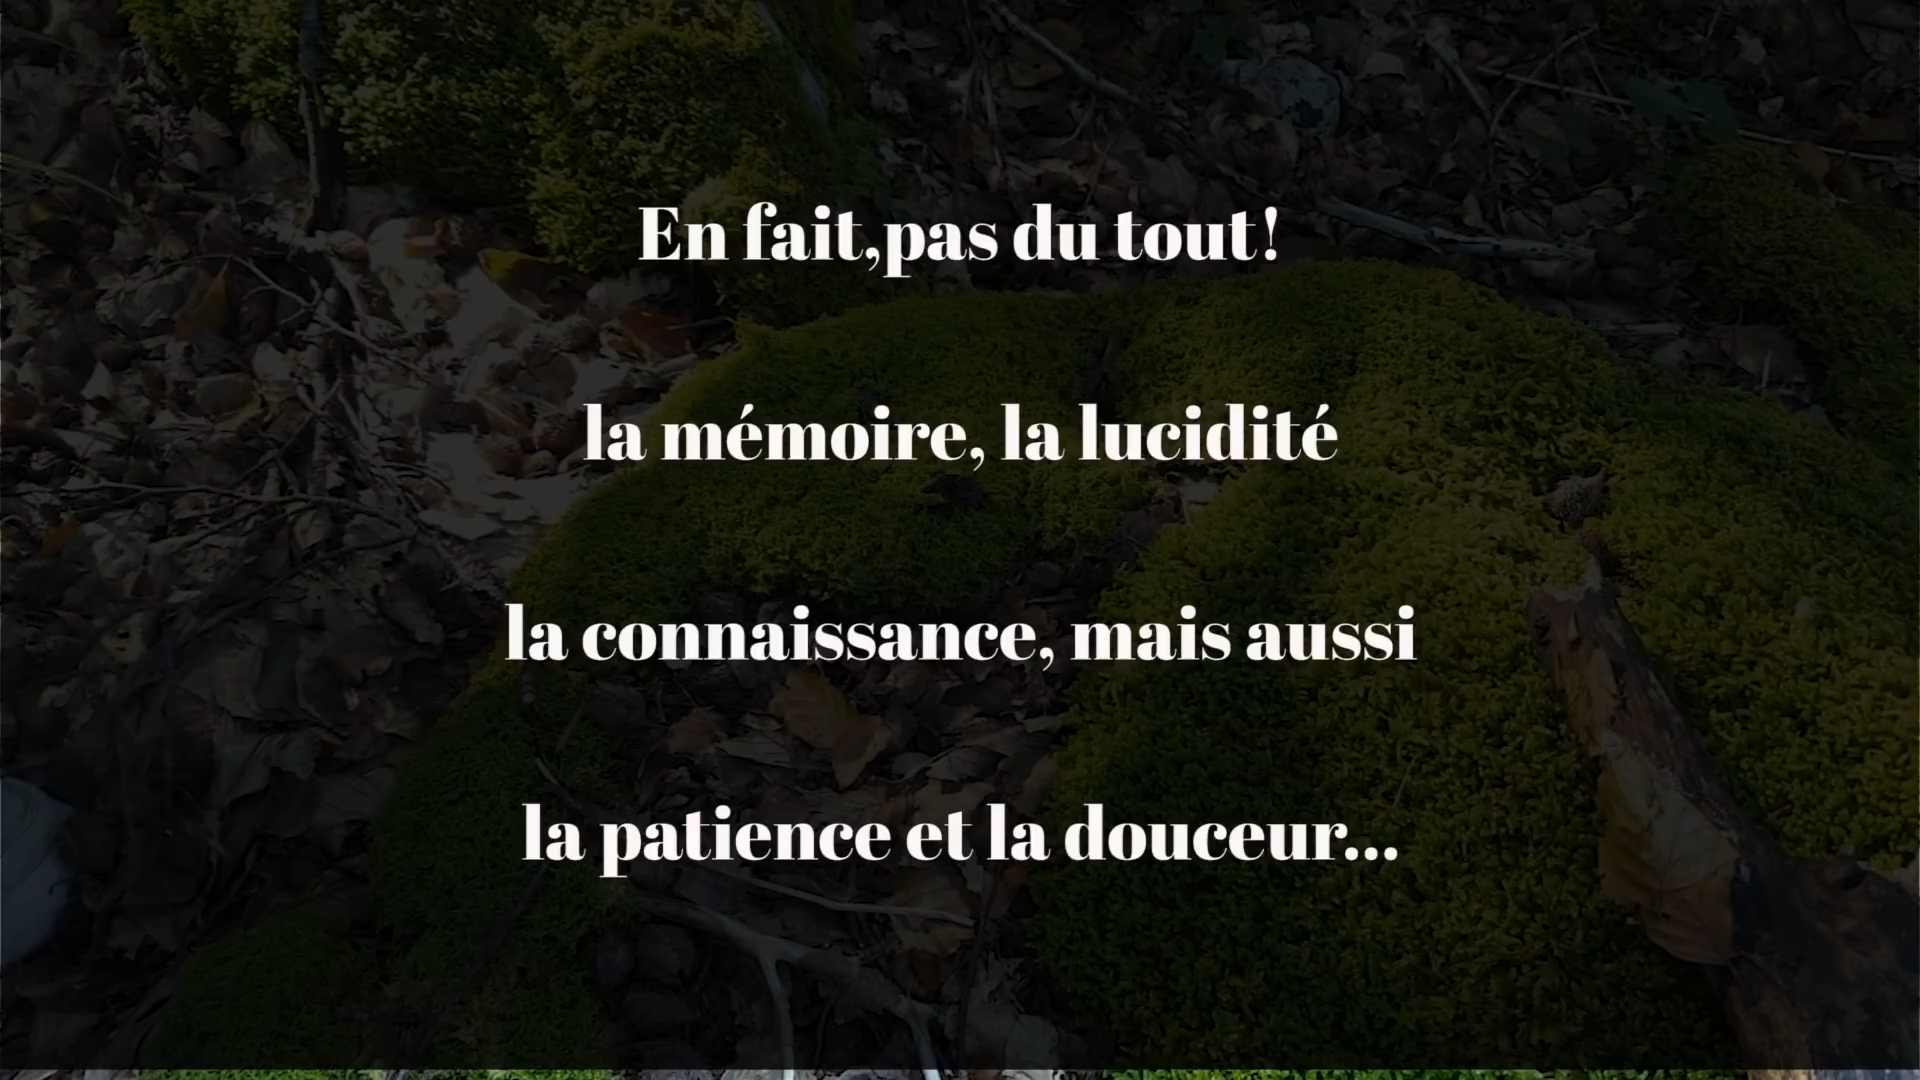 En fait,pas du tout!
la mémoire, la lucidité
la connaissance, mais aussi
la patience et la douceur...